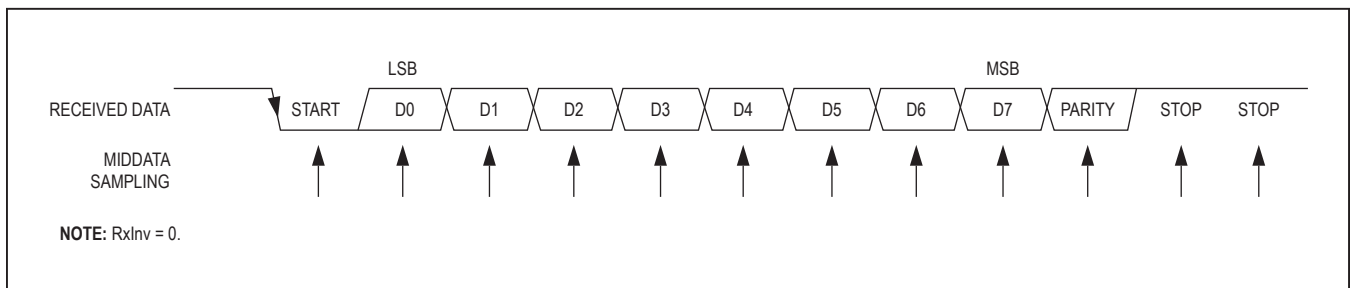 LSB MSB
RECEIVED DATA START D0 D1 D2 D3 D4 D5 D6 D7 PARITY STOP STOP
MIDDATA
SAMPLING
NOTE: RxInv = 0.